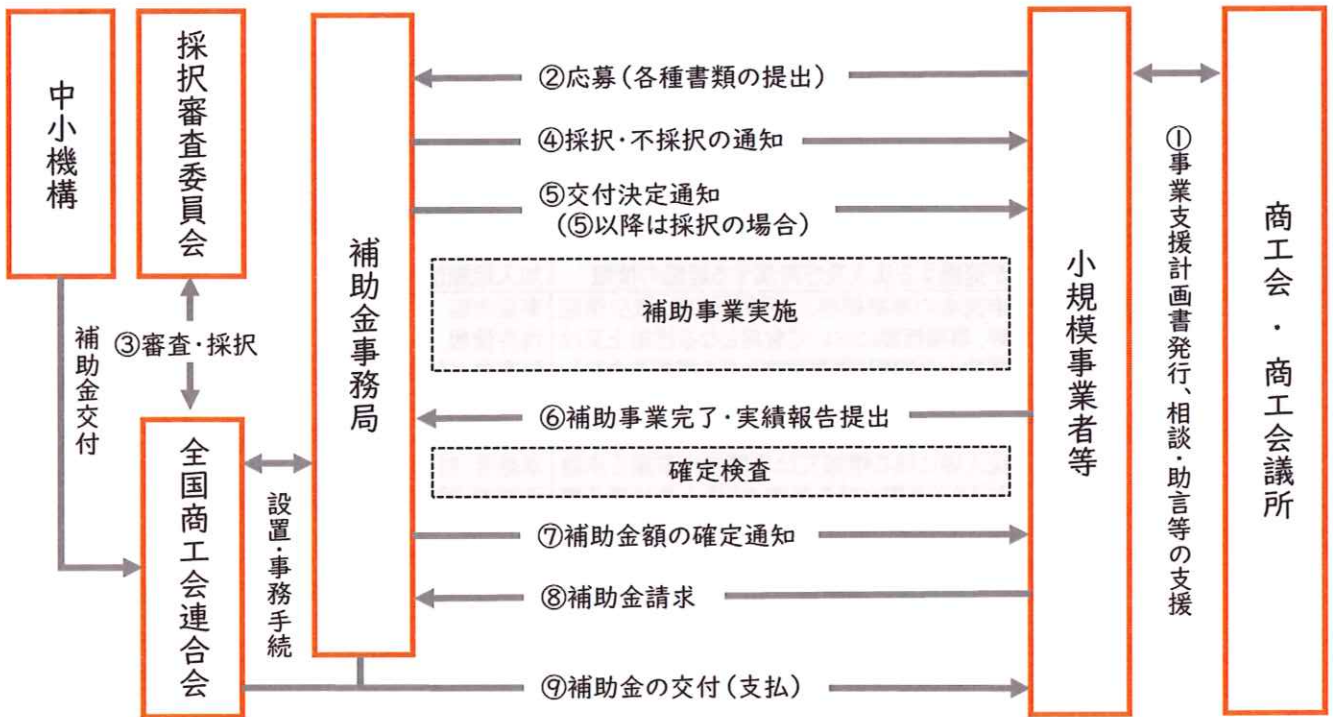 中小機構
採択審査委員会
補助金交付
③審査・採択
全国商工会連合会
設置・事務手続
補助金事務局
②応募(各種書類の提出)
④採択・不採択の通知
⑤交付決定通知
(⑤以降は採択の場合)
補助事業実施
⑥補助事業完了・実績報告提出
確定検査
⑦補助金額の確定通知
⑧補助金請求
⑨補助金の交付(支払)
小規模事業者等
①事業支援計画書発行、相談・助言等の支援
商工会・商工会議所